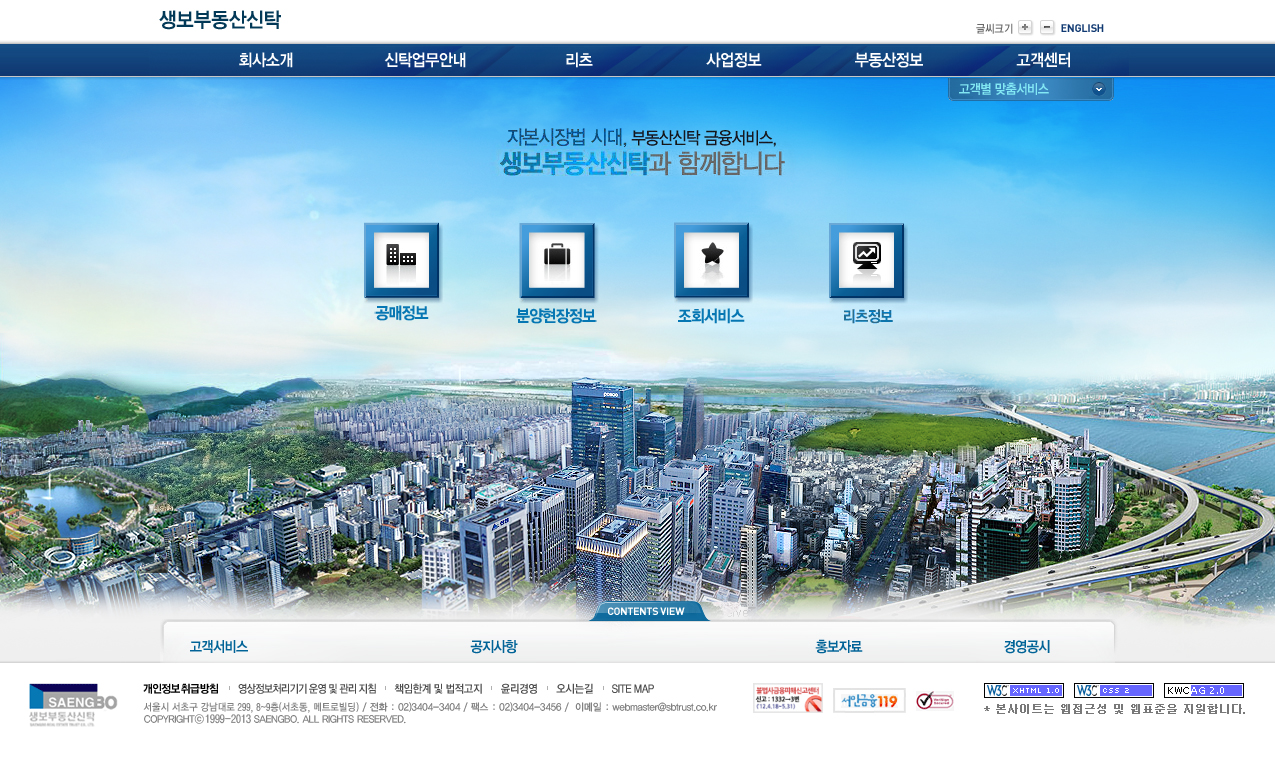 생보부동산신탁
글씨크기 + - ENGLISH
회사소개 신탁업무안내 리츠 사업정보 부동산정보 고객센터
고객별 맞춤서비스
자본시장법 시대, 부동산신탁 금융서비스,
생보부동산신탁과 함께합니다
공매정보 분양현장정보 조회서비스 리츠정보
posco
CONTENTS VIEW
고객서비스 공지사항 홍보자료 경영공시
SAENGBO
생보부동산신탁
개인정보취급방침 영상정보처리기기 운영 및 관리 지침 책임한계 및 법적고지 윤리경영 오시는길 SITE MAP
서울시 서초구 강남대로 299, 8~9층(서초동, 메트로빌딩) / 전화 : 02)3404-3404 / 팩스 : 02)3404-3456 / 이메일 : webmaster@sbtrust.co.kr
COPYRIGHTⓒ1999-2013 SAENGBO. ALL RIGHTS RESERVED.
불법사금융피해신고센터
신고 : 1332→3번
('12.4.18~5.31)
서민금융119
W3C XHTML 1.0 W3C CSS 2 KWCAG 2.0
* 본사이트는 웹접근성 및 웹표준을 지원합니다.